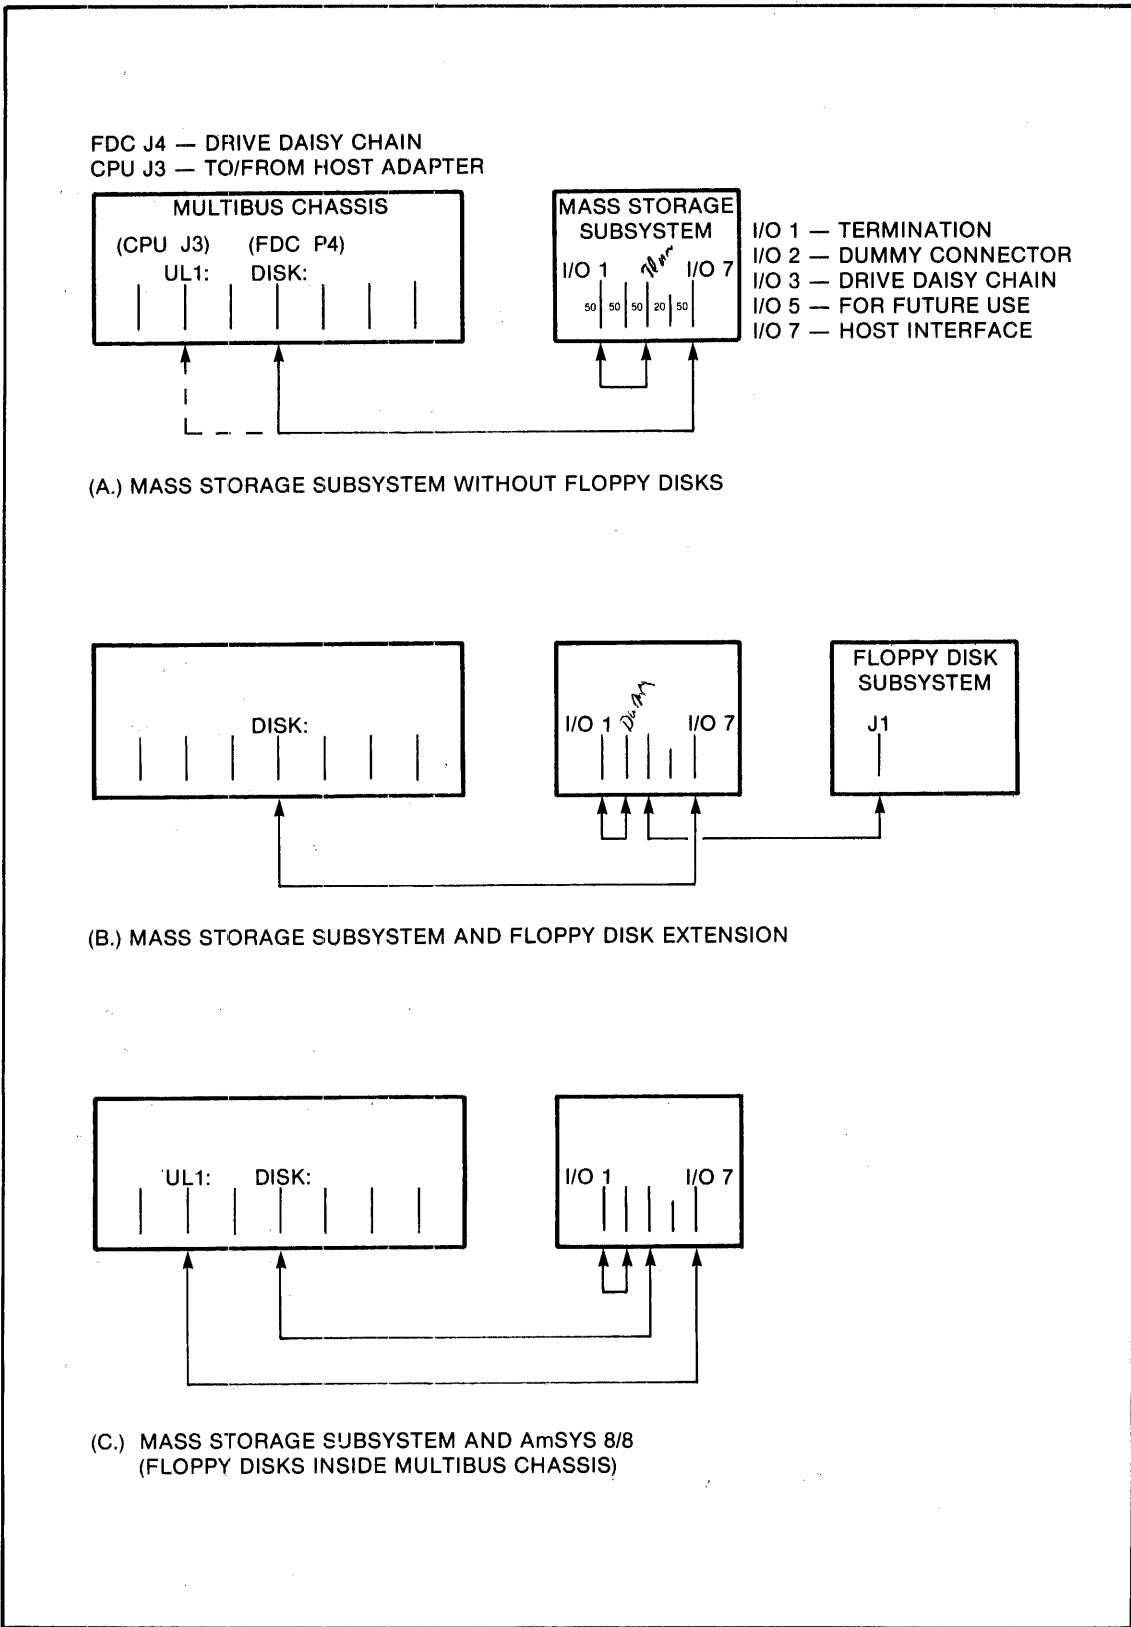 FDC J4 — DRIVE DAISY CHAIN
CPU J3 — TO/FROM HOST ADAPTER
MULTIBUS CHASSIS
(CPU J3) (FDC P4)
UL1: DISK:
MASS STORAGE
SUBSYSTEM
I/O 1 I/O 7
50 50 50 20 50
I/O 1 — TERMINATION
I/O 2 — DUMMY CONNECTOR
I/O 3 — DRIVE DAISY CHAIN
I/O 5 — FOR FUTURE USE
I/O 7 — HOST INTERFACE
(A.) MASS STORAGE SUBSYSTEM WITHOUT FLOPPY DISKS
DISK:
I/O 1 I/O 7
FLOPPY DISK
SUBSYSTEM
J1
(B.) MASS STORAGE SUBSYSTEM AND FLOPPY DISK EXTENSION
UL1: DISK:
I/O 1 I/O 7
(C.) MASS STORAGE SUBSYSTEM AND AmSYS 8/8
(FLOPPY DISKS INSIDE MULTIBUS CHASSIS)